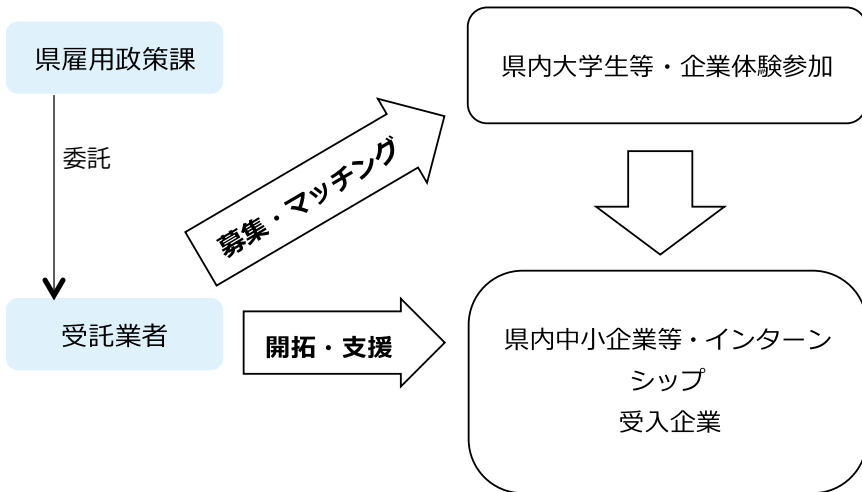 県雇用政策課
県内大学生等・企業体験参加
委託
募集・マッチング
受託業者
開拓・支援
県内中小企業等・インターン
シップ
受入企業